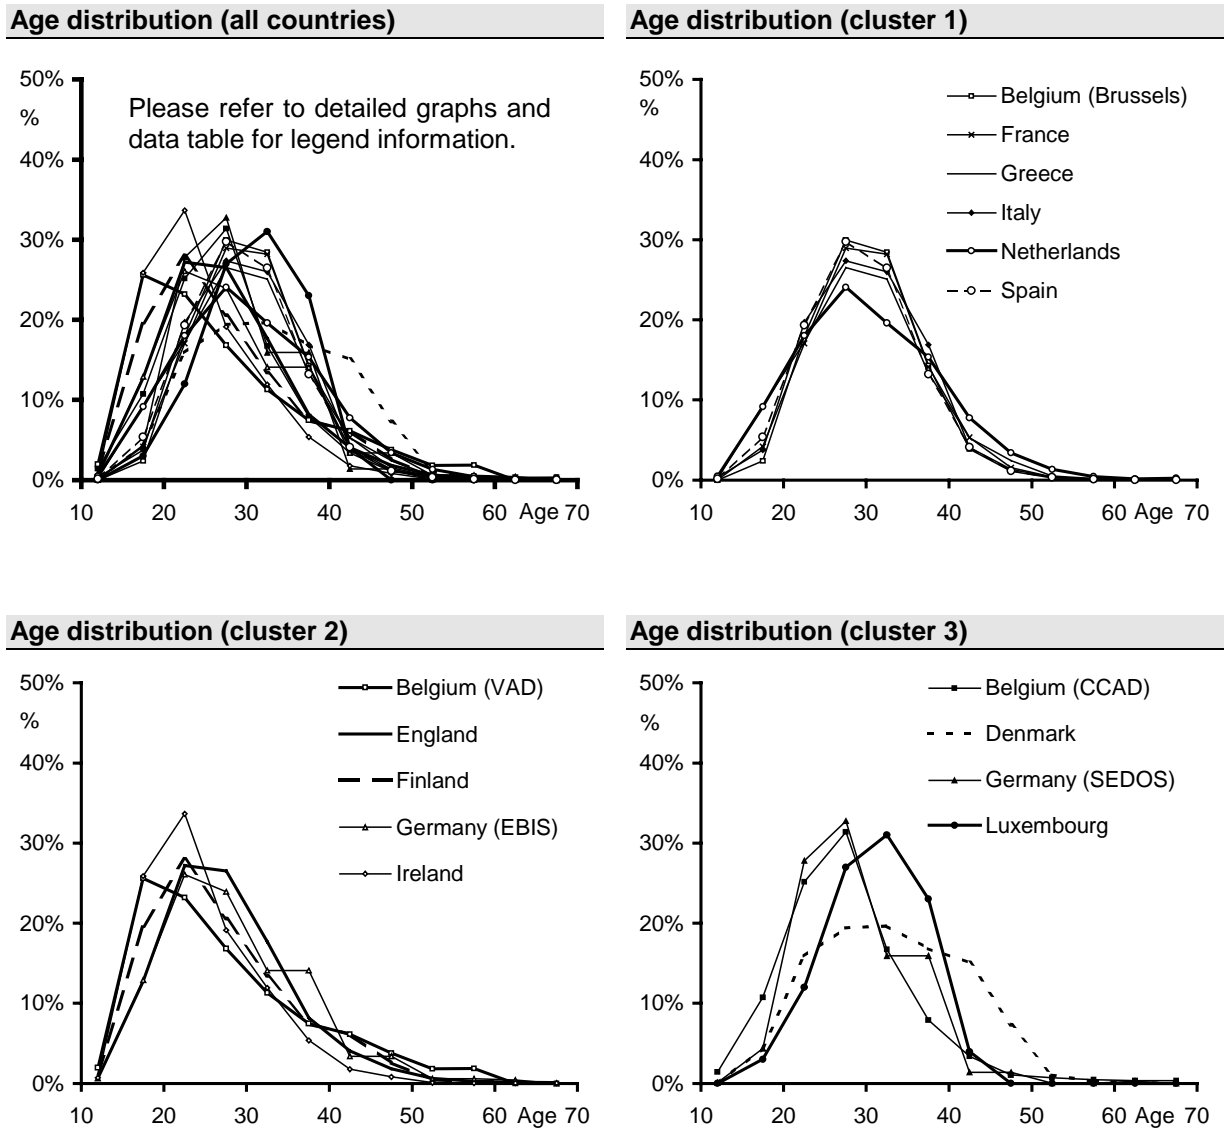 Age distribution (all countries)
50%
%
40%
30%
20%
10%
0%
Please refer to detailed graphs and
data table for legend information.
10 20 30 40 50 60 Age 70
Age distribution (cluster 1)
50%
%
40%
30%
20%
10%
0%
Belgium (Brussels)
France
Greece
Italy
Netherlands
Spain
10 20 30 40 50 60 Age 70
Age distribution (cluster 2)
50%
%
40%
30%
20%
10%
0%
Belgium (VAD)
England
Finland
Germany (EBIS)
Ireland
10 20 30 40 50 60 Age 70
Age distribution (cluster 3)
50%
%
40%
30%
20%
10%
0%
Belgium (CCAD)
Denmark
Germany (SEDOS)
Luxembourg
10 20 30 40 50 60 Age 70